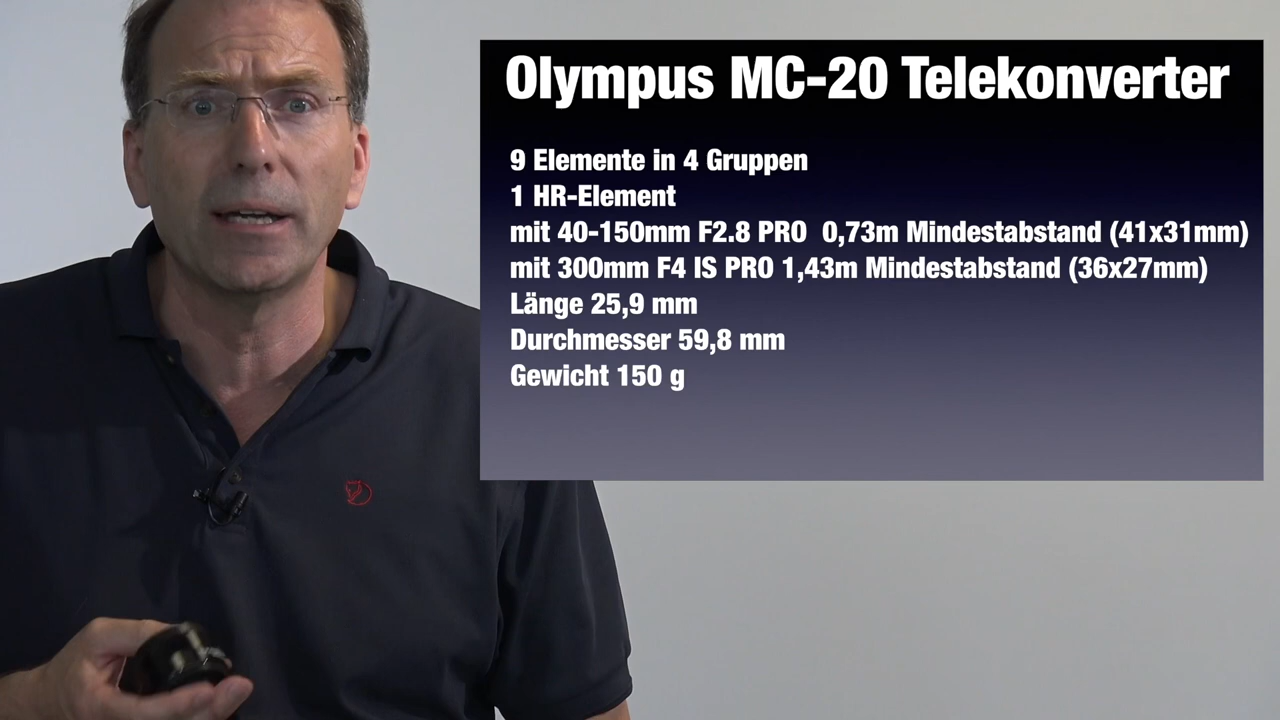 Olympus MC-20 Telekonverter
9 Elemente in 4 Gruppen
1 HR-Element
mit 40-150mm F2.8 PRO 0,73m Mindestabstand (41x31mm)
mit 300mm F4 IS PRO 1,43m Mindestabstand (36x27mm)
Länge 25,9 mm
Durchmesser 59,8 mm
Gewicht 150 g